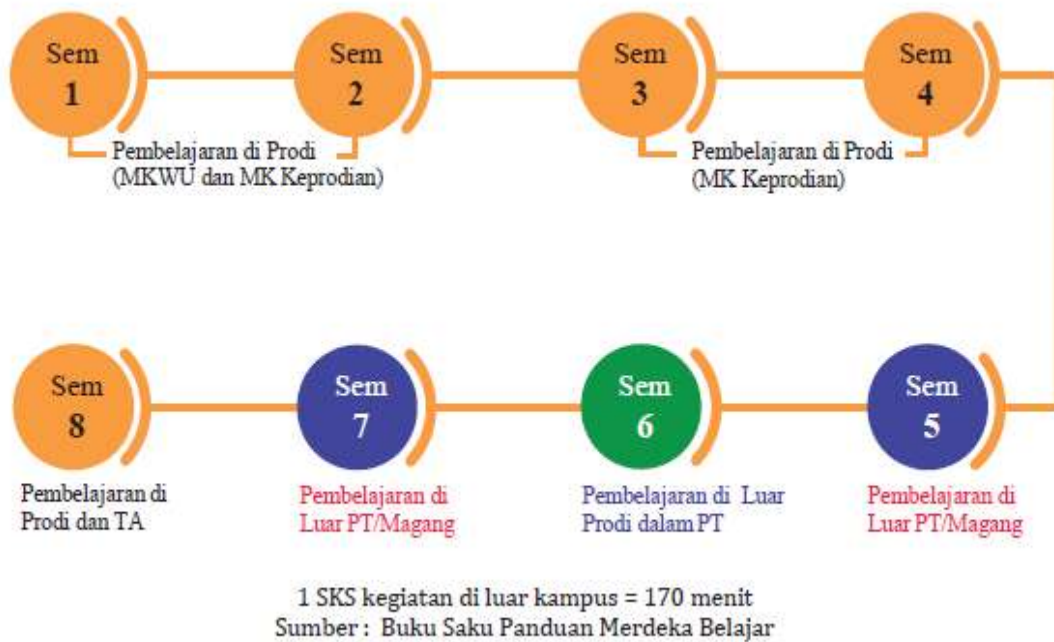 Sem
1
Sem
2
Sem
3
Sem
4
Pembelajaran di Prodi
(MKWU dan MK Keprodian)
Pembelajaran di Prodi
(MK Keprodian)
Sem
8
Sem
7
Sem
6
Sem
5
Pembelajaran di
Prodi dan TA
Pembelajaran di
Luar PT/Magang
Pembelajaran di Luar
Prodi dalam PT
Pembelajaran di
Luar PT/Magang
1 SKS kegiatan di luar kampus = 170 menit
Sumber : Buku Saku Panduan Merdeka Belajar